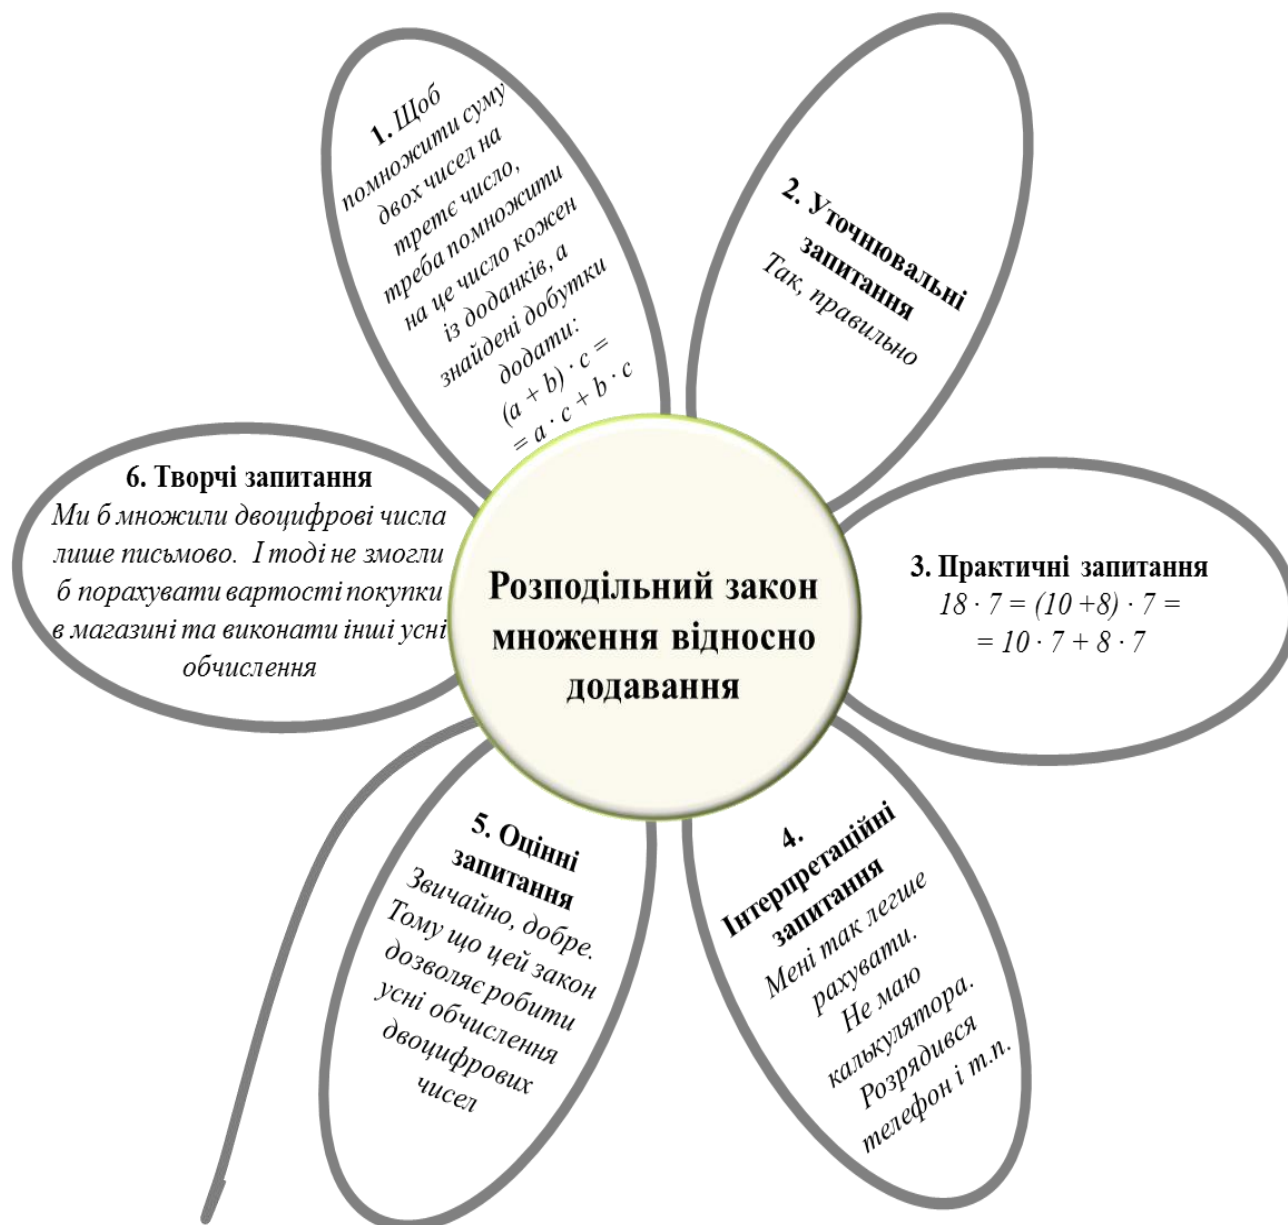 1. Щоб
помножити суму
двох чисел на
третє число,
треба помножити
на це число кожен
із доданків, а
знайдені добутки
додати:
(a + b) · c =
= a · c + b · c
2. Уточнювальні
запитання
Так, правильно
3. Практичні запитання
18 · 7 = (10 +8) · 7 =
= 10 · 7 + 8 · 7
4.
Інтерпретаційні
запитання
Мені так легше
рахувати.
Не маю
калькулятора.
Розрядився
телефон і т.п.
5. Оцінні
запитання
Звичайно, добре.
Тому що цей закон
дозволяє робити
усні обчислення
двоцифрових
чисел
6. Творчі запитання
Ми б множили двоцифрові числа
лише письмово. І тоді не змогли
б порахувати вартості покупки
в магазині та виконати інші усні
обчислення
Розподільний закон
множення відносно
додавання